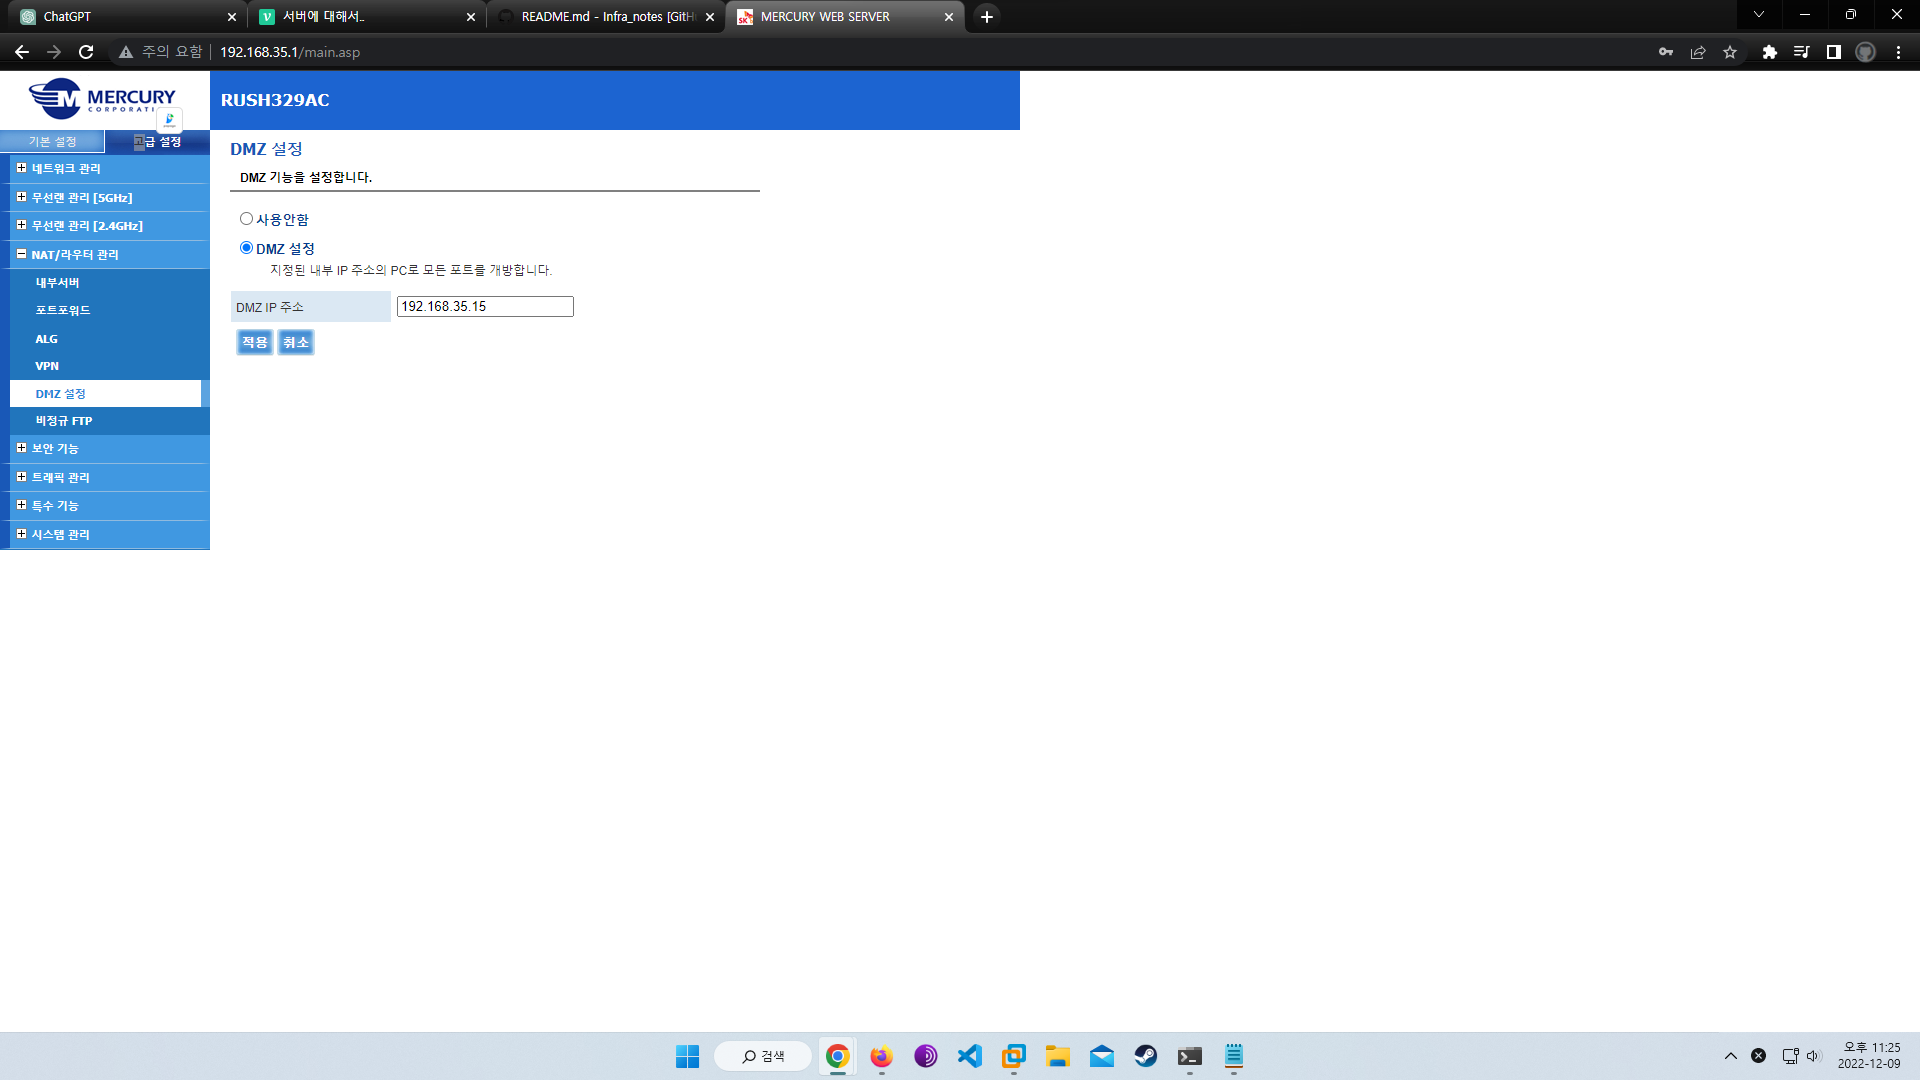 ChatGPT
서버에 대해서..
README.md - Infra_notes [GitH
MERCURY WEB SERVER
주의 요함
192.168.35.1/main.asp
MERCURY
CORPORATI
RUSH329AC
기본 설정
고급 설정
네트워크 관리
무선랜 관리 [5GHz]
무선랜 관리 [2.4GHz]
NAT/라우터 관리
내부서버
포트포워드
ALG
VPN
DMZ 설정
비정규 FTP
보안 기능
트래픽 관리
특수 기능
시스템 관리
DMZ 설정
DMZ 기능을 설정합니다.
사용안함
DMZ 설정
지정된 내부 IP 주소의 PC로 모든 포트를 개방합니다.
DMZ IP 주소
192.168.35.15
적용 취소
검색
오후 11:25
2022-12-09